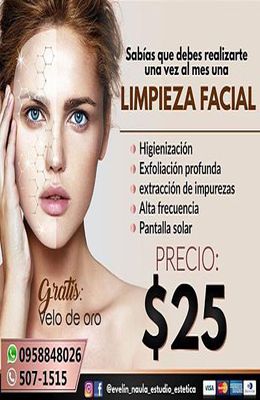 Sabías que debes realizarte
una vez al mes una
LIMPIEZA FACIAL
Higienización
Exfoliación profunda
extracción de impurezas
Alta frecuencia
Pantalla solar
PRECIO:
$25
Gratis:
Velo de oro
0958848026
507-1515
@evelin_naula_estudio_estetica
VISA